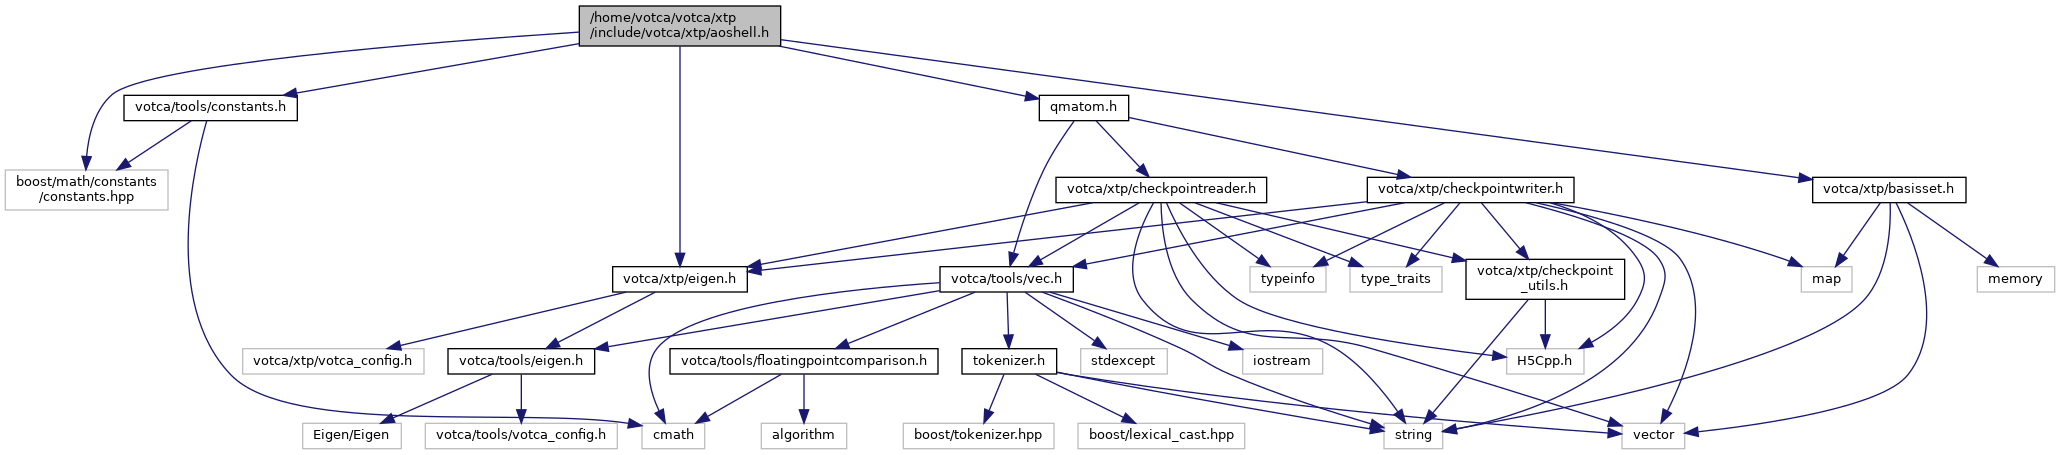 /home/votca/votca/xtp
/include/votca/xtp/aoshell.h
votca/tools/constants.h
qmatom.h
boost/math/constants
/constants.hpp
votca/xtp/checkpointreader.h
votca/xtp/checkpointwriter.h
votca/xtp/basisset.h
votca/xtp/eigen.h
votca/tools/vec.h
typeinfo
type_traits
votca/xtp/checkpoint
_utils.h
map
memory
votca/xtp/votca_config.h
votca/tools/eigen.h
votca/tools/floatingpointcomparison.h
tokenizer.h
stdexcept
iostream
H5Cpp.h
Eigen/Eigen
votca/tools/votca_config.h
cmath
algorithm
boost/tokenizer.hpp
boost/lexical_cast.hpp
string
vector